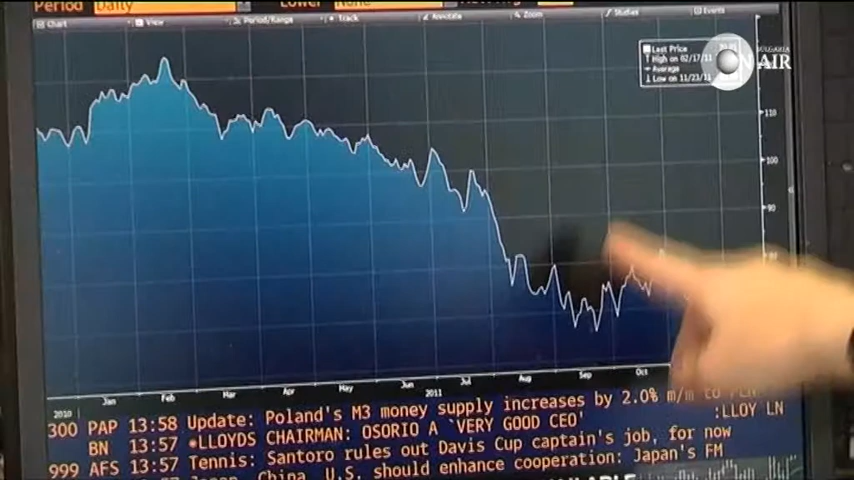 Period Daily Lower None
Chart View Period/Range Track Annotate Zoom Studies Events
Last Price
High on 02/17/11
Average
Low on 11/23/11
BULGARIA
ON AIR
110
100
90
Jan Feb Mar Apr May Jun Jul Aug Sep Oct
2010 2011
300 PAP 13:58 Update: Poland's M3 money supply increases by 2.0% m/m to PLN
BN 13:57 LLOYDS CHAIRMAN: OSORIO A `VERY GOOD CEO' :LLOY LN
999 AFS 13:57 Tennis: Santoro rules out Davis Cup captain's job, for now
Japan, China, U.S. should enhance cooperation: Japan's FM